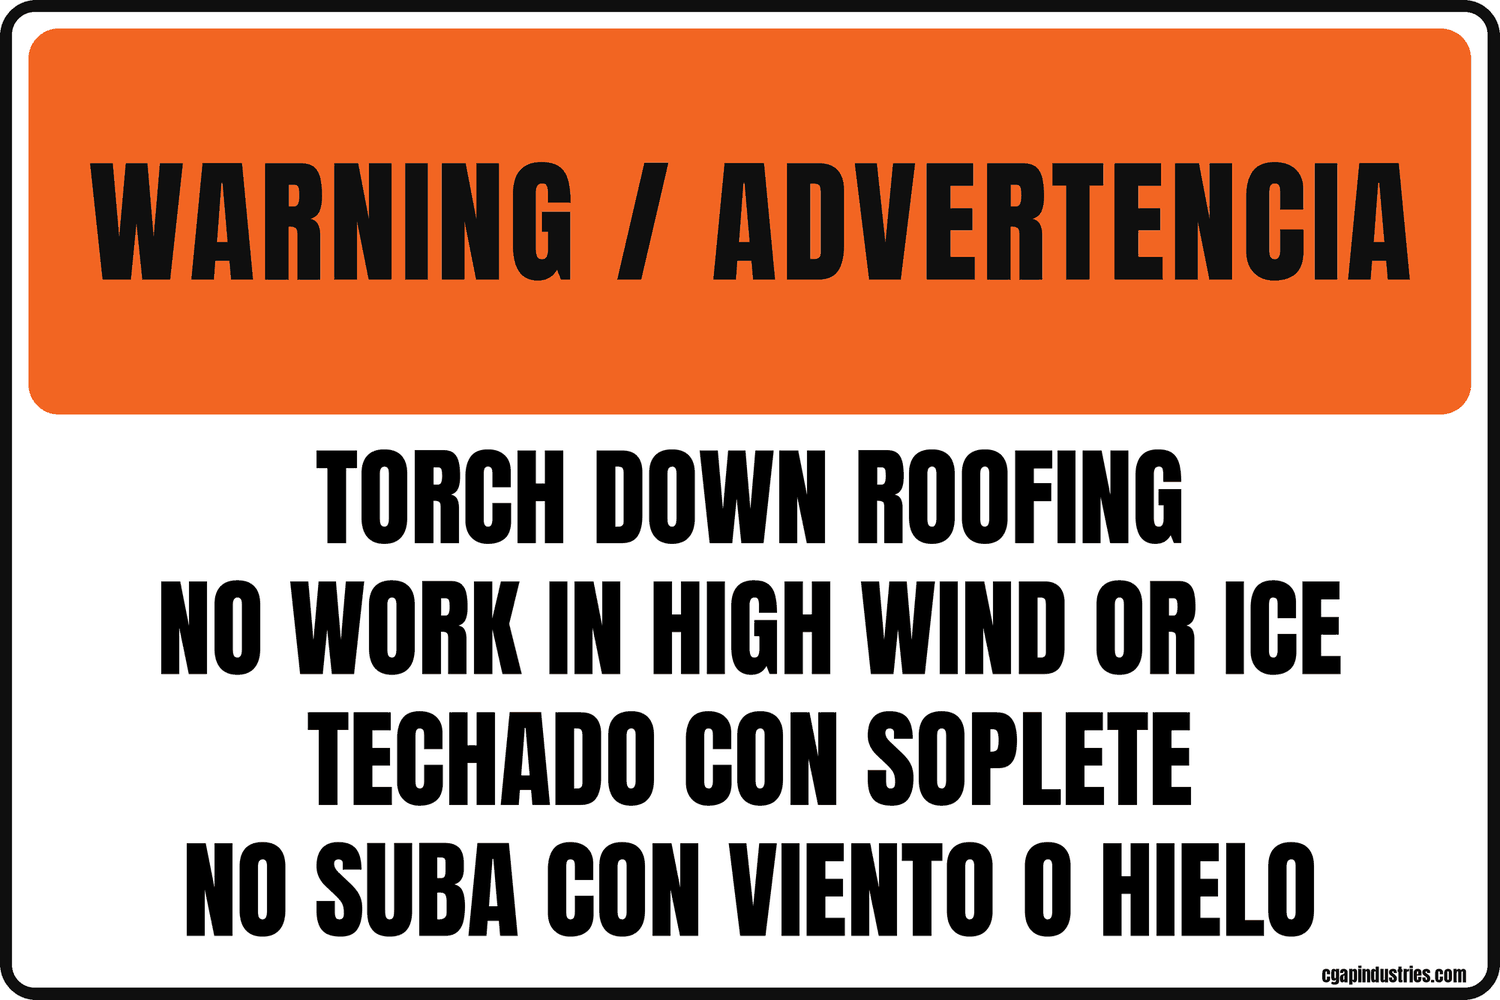 WARNING / ADVERTENCIA
TORCH DOWN ROOFING
NO WORK IN HIGH WIND OR ICE
TECHADO CON SOPLETE
NO SUBA CON VIENTO O HIELO
cgapindustries.com